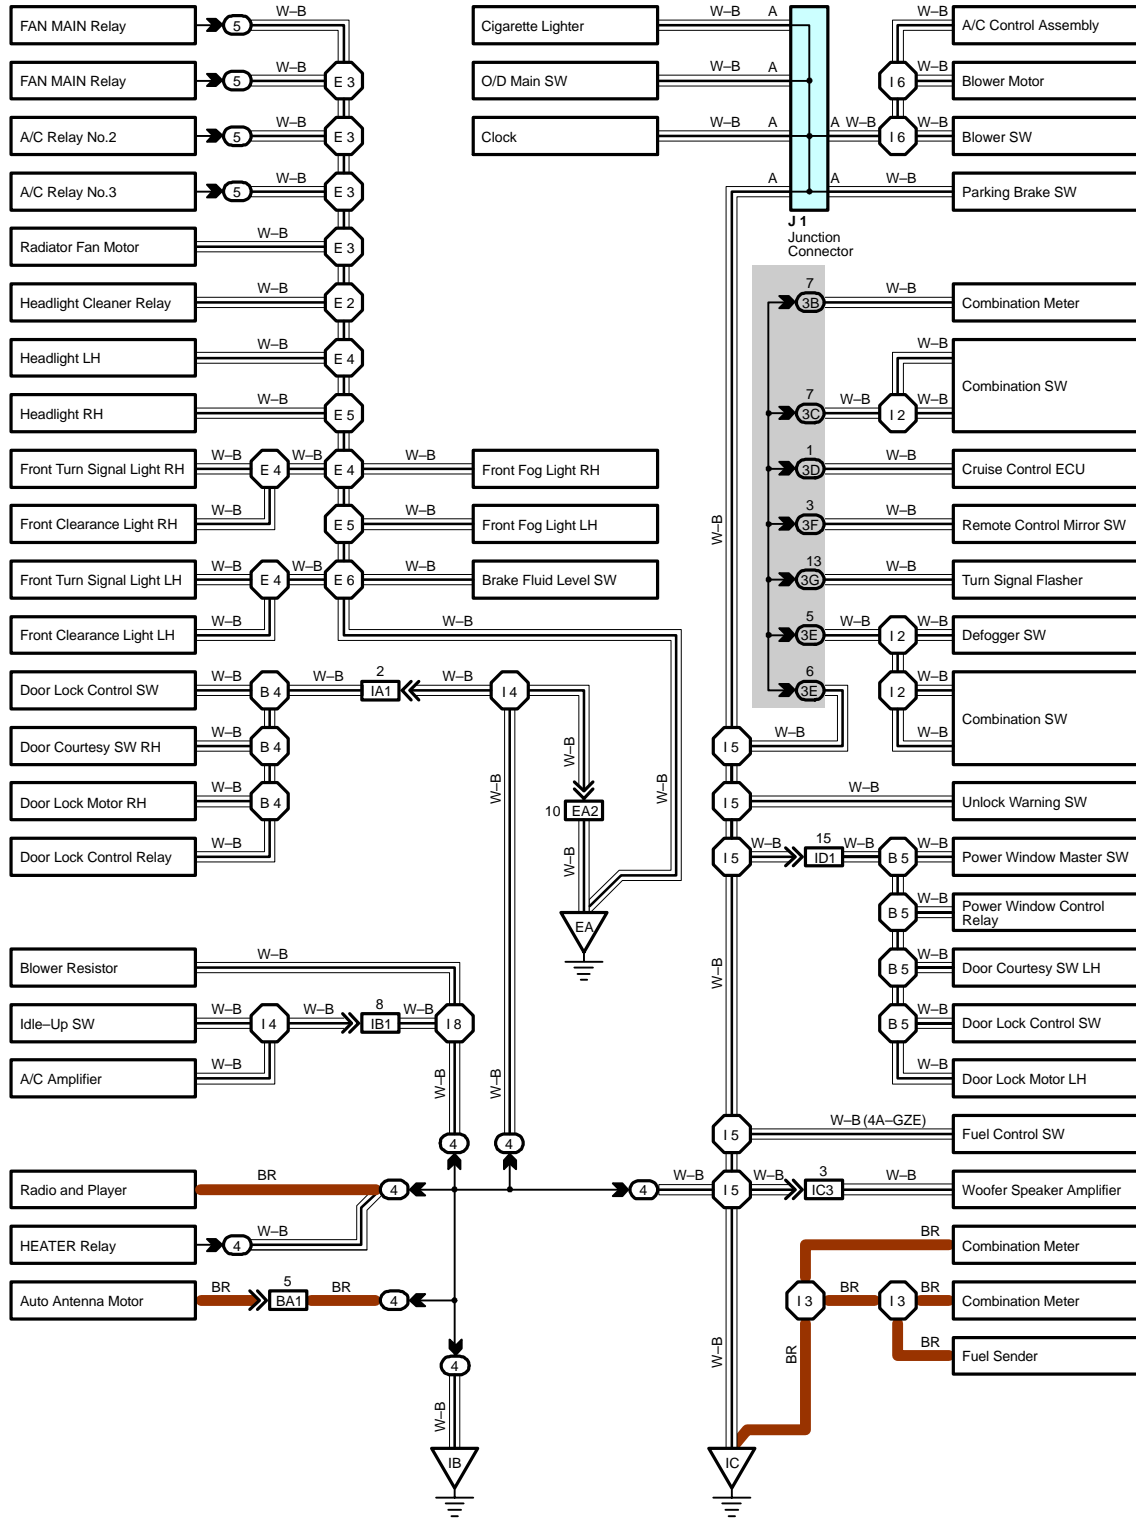 FAN MAIN Relay
5
W–B
Cigarette Lighter
W–B
A
W–B
A/C Control Assembly
FAN MAIN Relay
5
W–B
E 3
O/D Main SW
W–B
A
I 6
W–B
Blower Motor
A/C Relay No.2
5
W–B
E 3
Clock
W–B
A
A
W–B
I 6
W–B
Blower SW
A/C Relay No.3
5
W–B
E 3
A
A
W–B
Parking Brake SW
J 1
Junction
Connector
Radiator Fan Motor
W–B
E 3
Headlight Cleaner Relay
W–B
E 2
7
3B
W–B
Combination Meter
Headlight LH
W–B
E 4
W–B
Combination SW
Headlight RH
W–B
E 5
7
3C
W–B
I 2
W–B
Front Turn Signal Light RH
W–B
E 4
W–B
E 4
W–B
Front Fog Light RH
1
3D
W–B
Cruise Control ECU
Front Clearance Light RH
W–B
E 5
W–B
Front Fog Light LH
W–B
3
3F
W–B
Remote Control Mirror SW
Front Turn Signal Light LH
W–B
E 4
W–B
E 6
W–B
Brake Fluid Level SW
13
3G
W–B
Turn Signal Flasher
Front Clearance Light LH
W–B
W–B
5
3E
W–B
I 2
W–B
Defogger SW
Door Lock Control SW
W–B
B 4
W–B
2
IA1
W–B
I 4
6
3E
I 2
W–B
Combination SW
W–B
Door Courtesy SW RH
W–B
B 4
W–B
I 5
W–B
Door Lock Motor RH
W–B
B 4
W–B
10
EA2
W–B
I 5
W–B
Unlock Warning SW
Door Lock Control Relay
W–B
W–B
I 5
W–B
15
ID1
W–B
B 5
W–B
Power Window Master SW
EA
B 5
W–B
Power Window Control
Relay
Blower Resistor
W–B
W–B
B 5
W–B
Door Courtesy SW LH
Idle–Up SW
W–B
I 4
W–B
8
IB1
W–B
I 8
B 5
W–B
Door Lock Control SW
A/C Amplifier
W–B
W–B
W–B
W–B
Door Lock Motor LH
4
4
I 5
W–B (4A–GZE)
Fuel Control SW
Radio and Player
BR
4
4
W–B
I 5
W–B
3
IC3
W–B
Woofer Speaker Amplifier
HEATER Relay
4
W–B
BR
Combination Meter
Auto Antenna Motor
BR
5
BA1
BR
4
I 3
BR
I 3
BR
Combination Meter
4
W–B
BR
BR
Fuel Sender
W–B
IB
IC